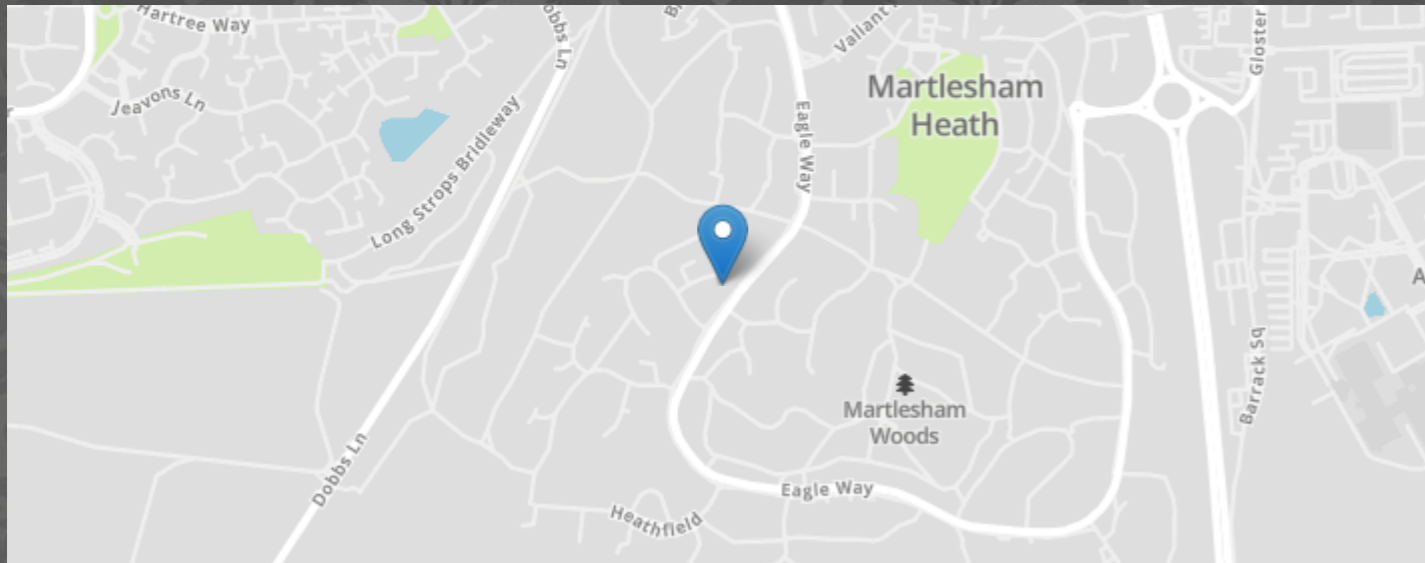 Hartree Way
Dobbs Ln
Vallant
Gloster
Jeavons Ln
Martlesham
Heath
Eagle Way
Long Strops Bridleway
Barrack Sq
Martlesham
Woods
Dobbs Ln
Eagle Way
Heathfield